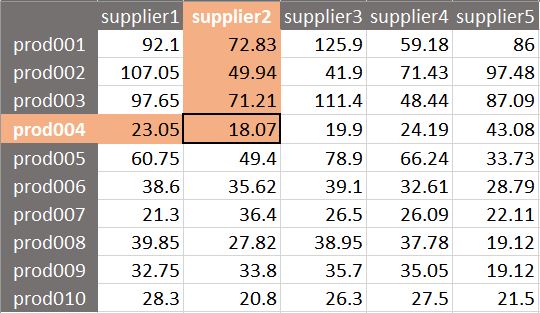 supplier1 supplier2 supplier3 supplier4 supplier5
prod001 92.1 72.83 125.9 59.18 86
prod002 107.05 49.94 41.9 71.43 97.48
prod003 97.65 71.21 111.4 48.44 87.09
prod004 23.05 18.07 19.9 24.19 43.08
prod005 60.75 49.4 78.9 66.24 33.73
prod006 38.6 35.62 39.1 32.61 28.79
prod007 21.3 36.4 26.5 26.09 22.11
prod008 39.85 27.82 38.95 37.78 19.12
prod009 32.75 33.8 35.7 35.05 19.12
prod010 28.3 20.8 26.3 27.5 21.5